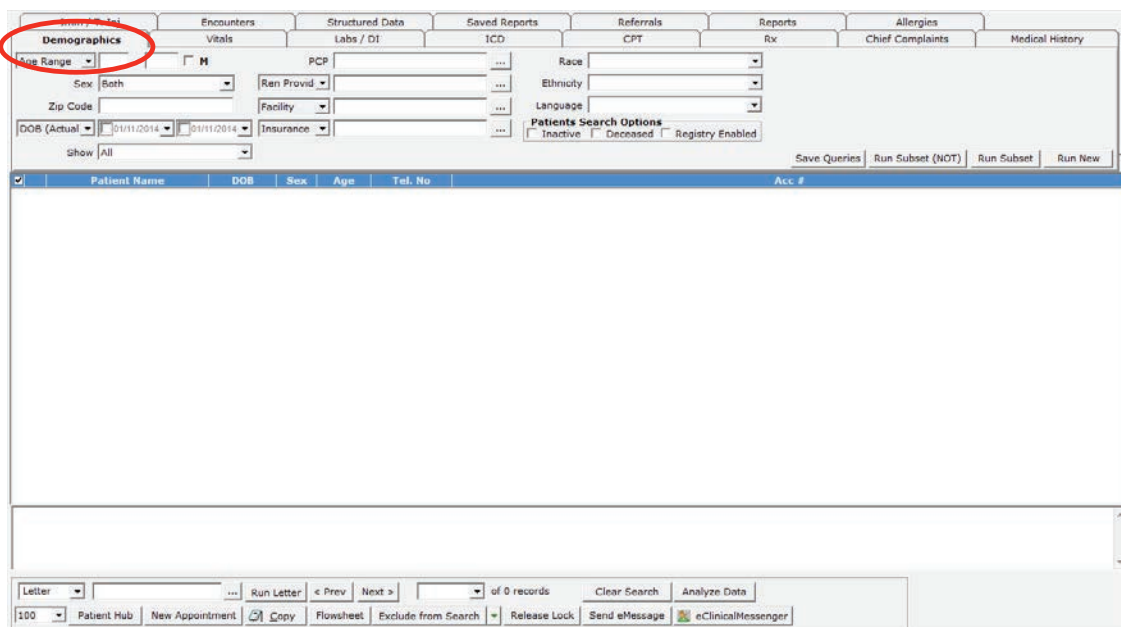 Encounters Structured Data Saved Reports Referrals Reports Allergies
Demographics Vitals Labs / DI ICD CPT Rx Chief Complaints Medical History
Age Range M PCP ... Race
Sex Both Ren Provid ... Ethnicity
Zip Code Facility ... Language
DOB (Actual 01/11/2014 01/11/2014 Insurance ... Patients Search Options
Inactive Deceased Registry Enabled
Show All
Save Queries Run Subset (NOT) Run Subset Run New
Patient Name DOB Sex Age Tel. No Acc #
Letter ... Run Letter < Prev Next > of 0 records Clear Search Analyze Data
100 Patient Hub New Appointment Copy Flowsheet Exclude from Search Release Lock Send eMessage eClinicalMessenger